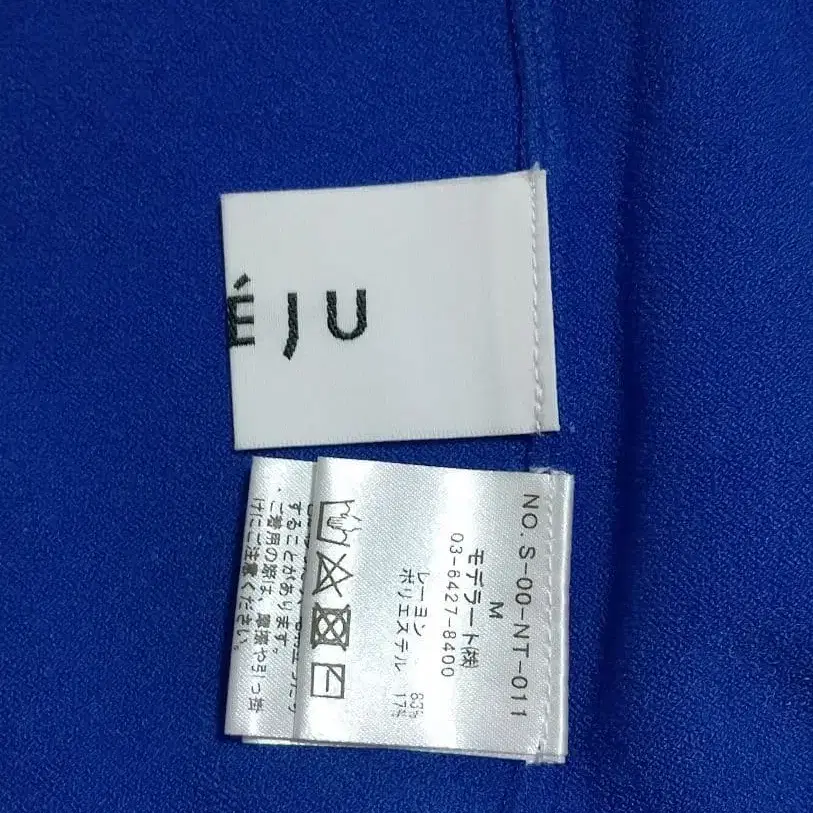 ÉJU
NO. S-00-NT-011
M
モデラート(株)
03-6427-8400
レーヨン 83%
ポリエステル 17%
することがあります。
・ご着用の際は、摩擦や引っ掛
けにご注意ください。